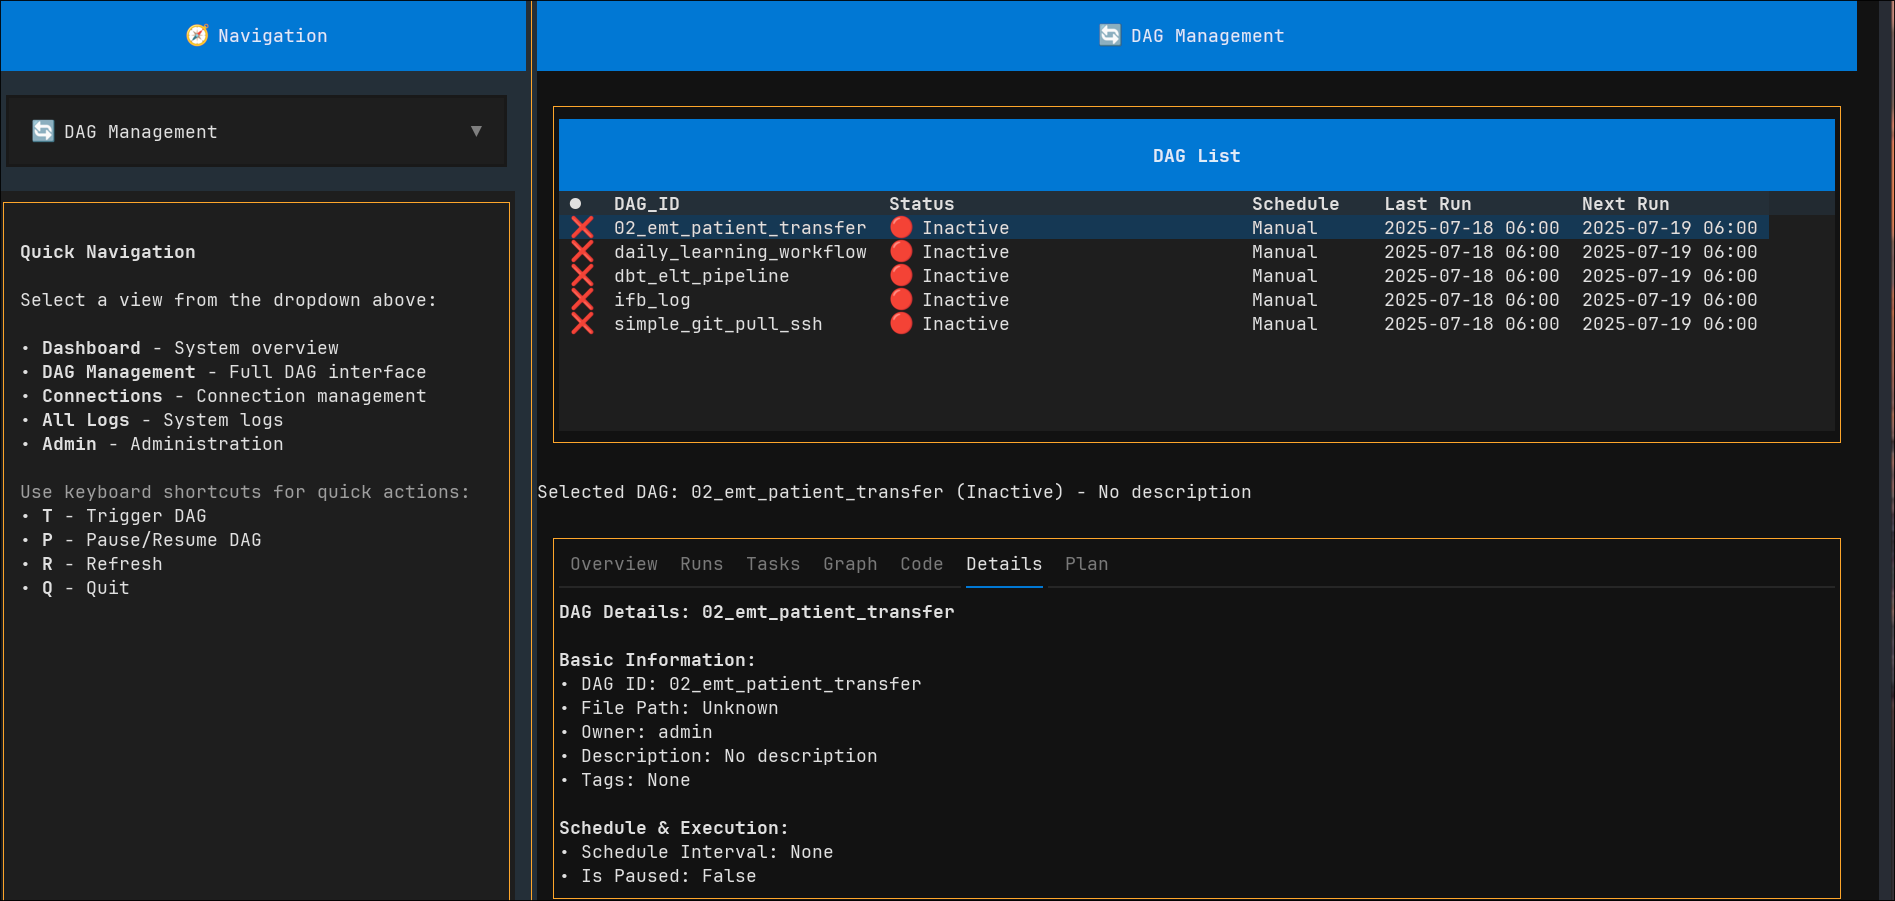 Navigation
DAG Management
DAG Management ▼
Quick Navigation
Select a view from the dropdown above:
• Dashboard - System overview
• DAG Management - Full DAG interface
• Connections - Connection management
• All Logs - System logs
• Admin - Administration
Use keyboard shortcuts for quick actions:
• T - Trigger DAG
• P - Pause/Resume DAG
• R - Refresh
• Q - Quit
DAG List
● DAG_ID Status Schedule Last Run Next Run
❌ 02_emt_patient_transfer 🔴 Inactive Manual 2025-07-18 06:00 2025-07-19 06:00
❌ daily_learning_workflow 🔴 Inactive Manual 2025-07-18 06:00 2025-07-19 06:00
❌ dbt_elt_pipeline 🔴 Inactive Manual 2025-07-18 06:00 2025-07-19 06:00
❌ ifb_log 🔴 Inactive Manual 2025-07-18 06:00 2025-07-19 06:00
❌ simple_git_pull_ssh 🔴 Inactive Manual 2025-07-18 06:00 2025-07-19 06:00
Selected DAG: 02_emt_patient_transfer (Inactive) - No description
Overview Runs Tasks Graph Code Details Plan
DAG Details: 02_emt_patient_transfer
Basic Information:
• DAG ID: 02_emt_patient_transfer
• File Path: Unknown
• Owner: admin
• Description: No description
• Tags: None
Schedule & Execution:
• Schedule Interval: None
• Is Paused: False